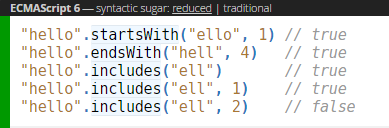 ECMAScript 6 — syntactic sugar: reduced | traditional
"hello".startsWith("ello", 1) // true
"hello".endsWith("hell", 4)   // true
"hello".includes("ell")       // true
"hello".includes("ell", 1)    // true
"hello".includes("ell", 2)    // false